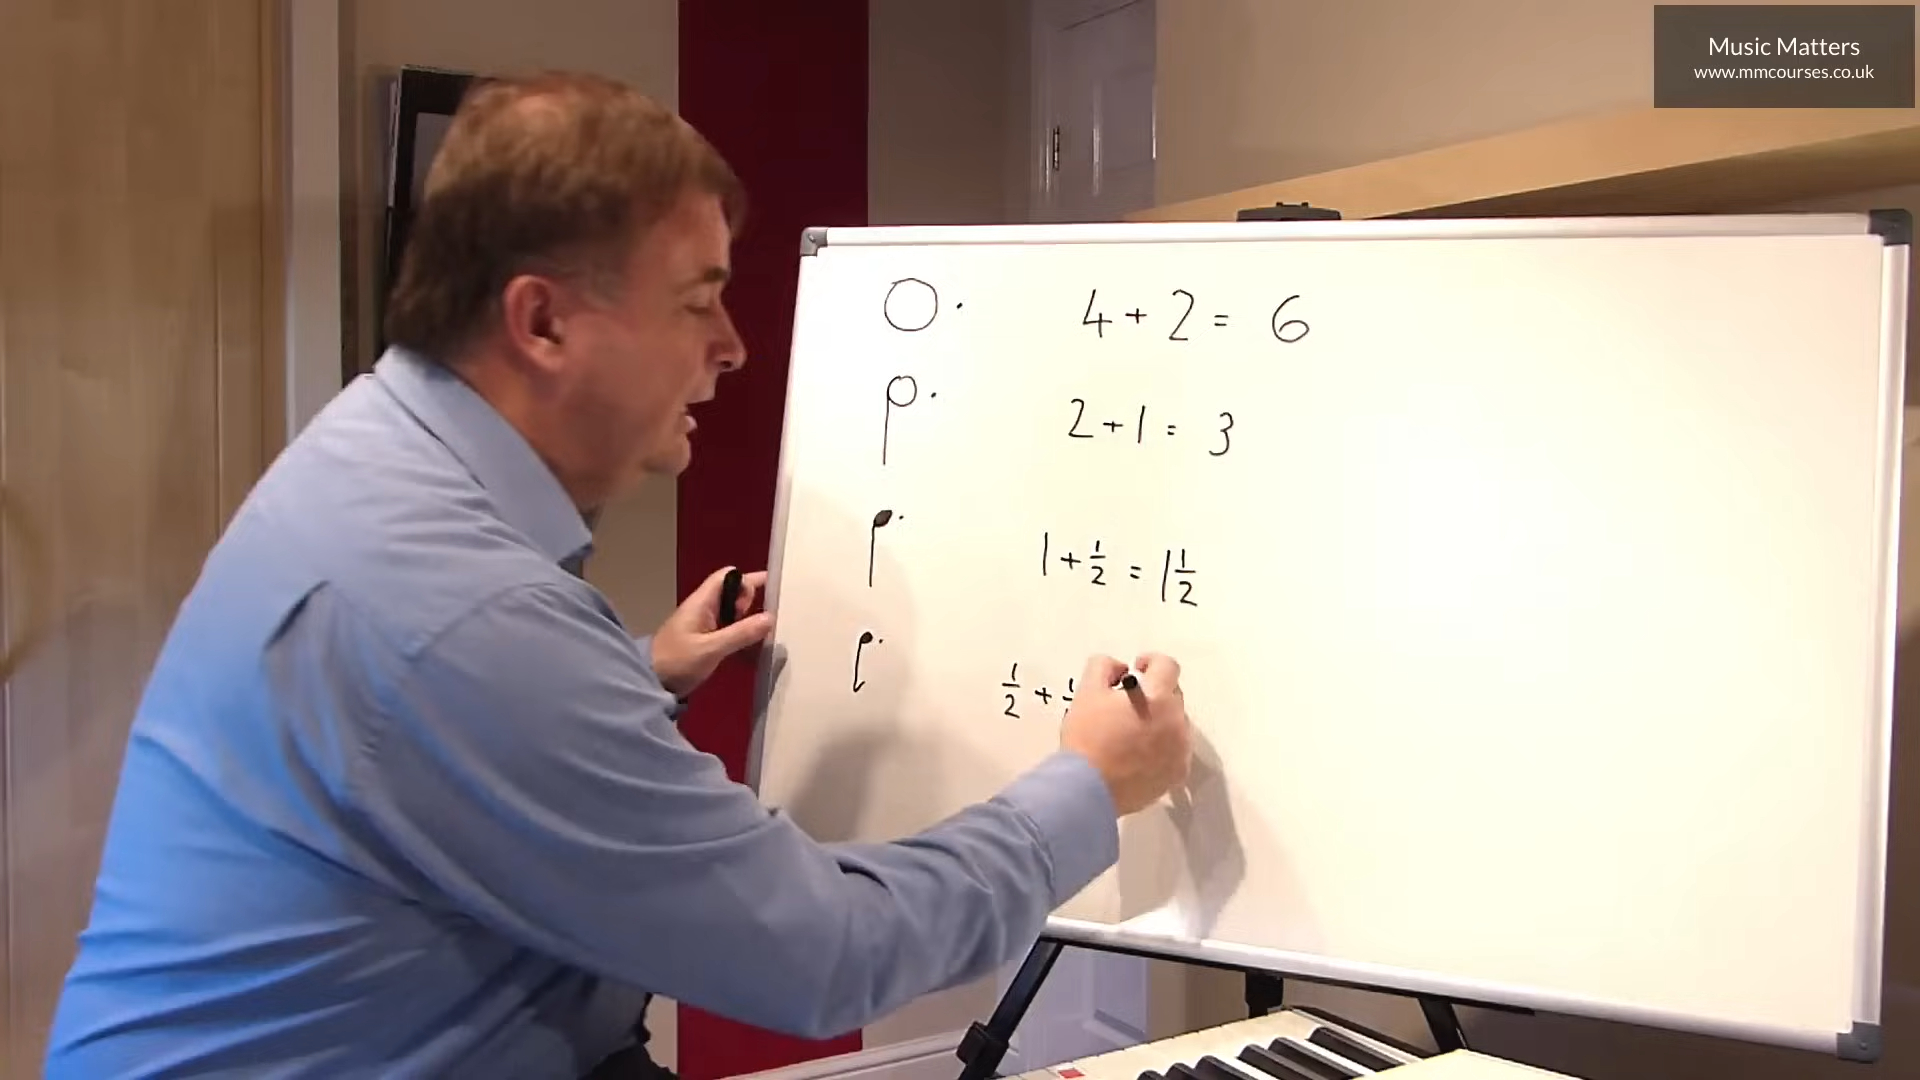 Music Matters
www.mmcourses.co.uk
4 + 2 = 6
2 + 1 = 3
1 + 1/2 = 1 1/2
1/2 +